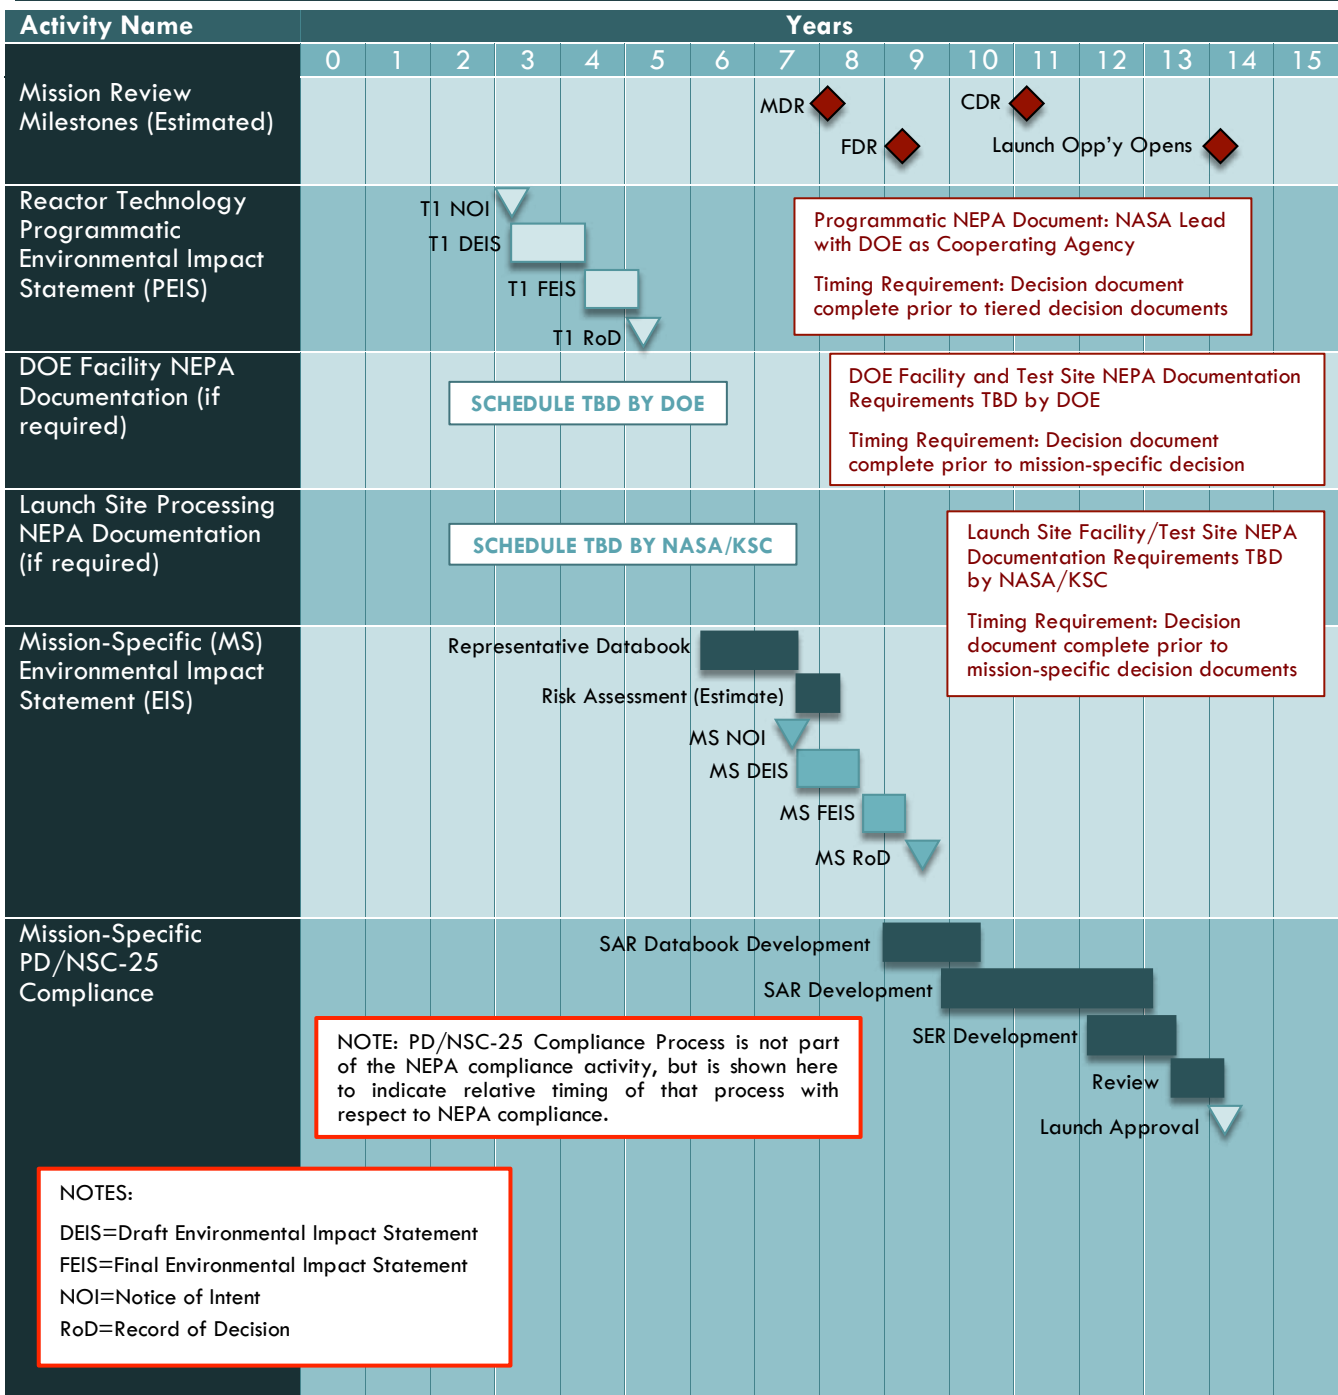 Activity Name
Years
0 1 2 3 4 5 6 7 8 9 10 11 12 13 14 15
Mission Review
Milestones (Estimated)
MDR
CDR
FDR
Launch Opp'y Opens
Reactor Technology
Programmatic
Environmental Impact
Statement (PEIS)
T1 NOI
T1 DEIS
T1 FEIS
T1 RoD
Programmatic NEPA Document: NASA Lead
with DOE as Cooperating Agency
Timing Requirement: Decision document
complete prior to tiered decision documents
DOE Facility NEPA
Documentation (if
required)
SCHEDULE TBD BY DOE
DOE Facility and Test Site NEPA Documentation
Requirements TBD by DOE
Timing Requirement: Decision document
complete prior to mission-specific decision
Launch Site Processing
NEPA Documentation
(if required)
SCHEDULE TBD BY NASA/KSC
Launch Site Facility/Test Site NEPA
Documentation Requirements TBD
by NASA/KSC
Timing Requirement: Decision
document complete prior to
mission-specific decision documents
Mission-Specific (MS)
Environmental Impact
Statement (EIS)
Representative Databook
Risk Assessment (Estimate)
MS NOI
MS DEIS
MS FEIS
MS RoD
Mission-Specific
PD/NSC-25
Compliance
SAR Databook Development
SAR Development
SER Development
Review
Launch Approval
NOTE: PD/NSC-25 Compliance Process is not part
of the NEPA compliance activity, but is shown here
to indicate relative timing of that process with
respect to NEPA compliance.
NOTES:
DEIS=Draft Environmental Impact Statement
FEIS=Final Environmental Impact Statement
NOI=Notice of Intent
RoD=Record of Decision